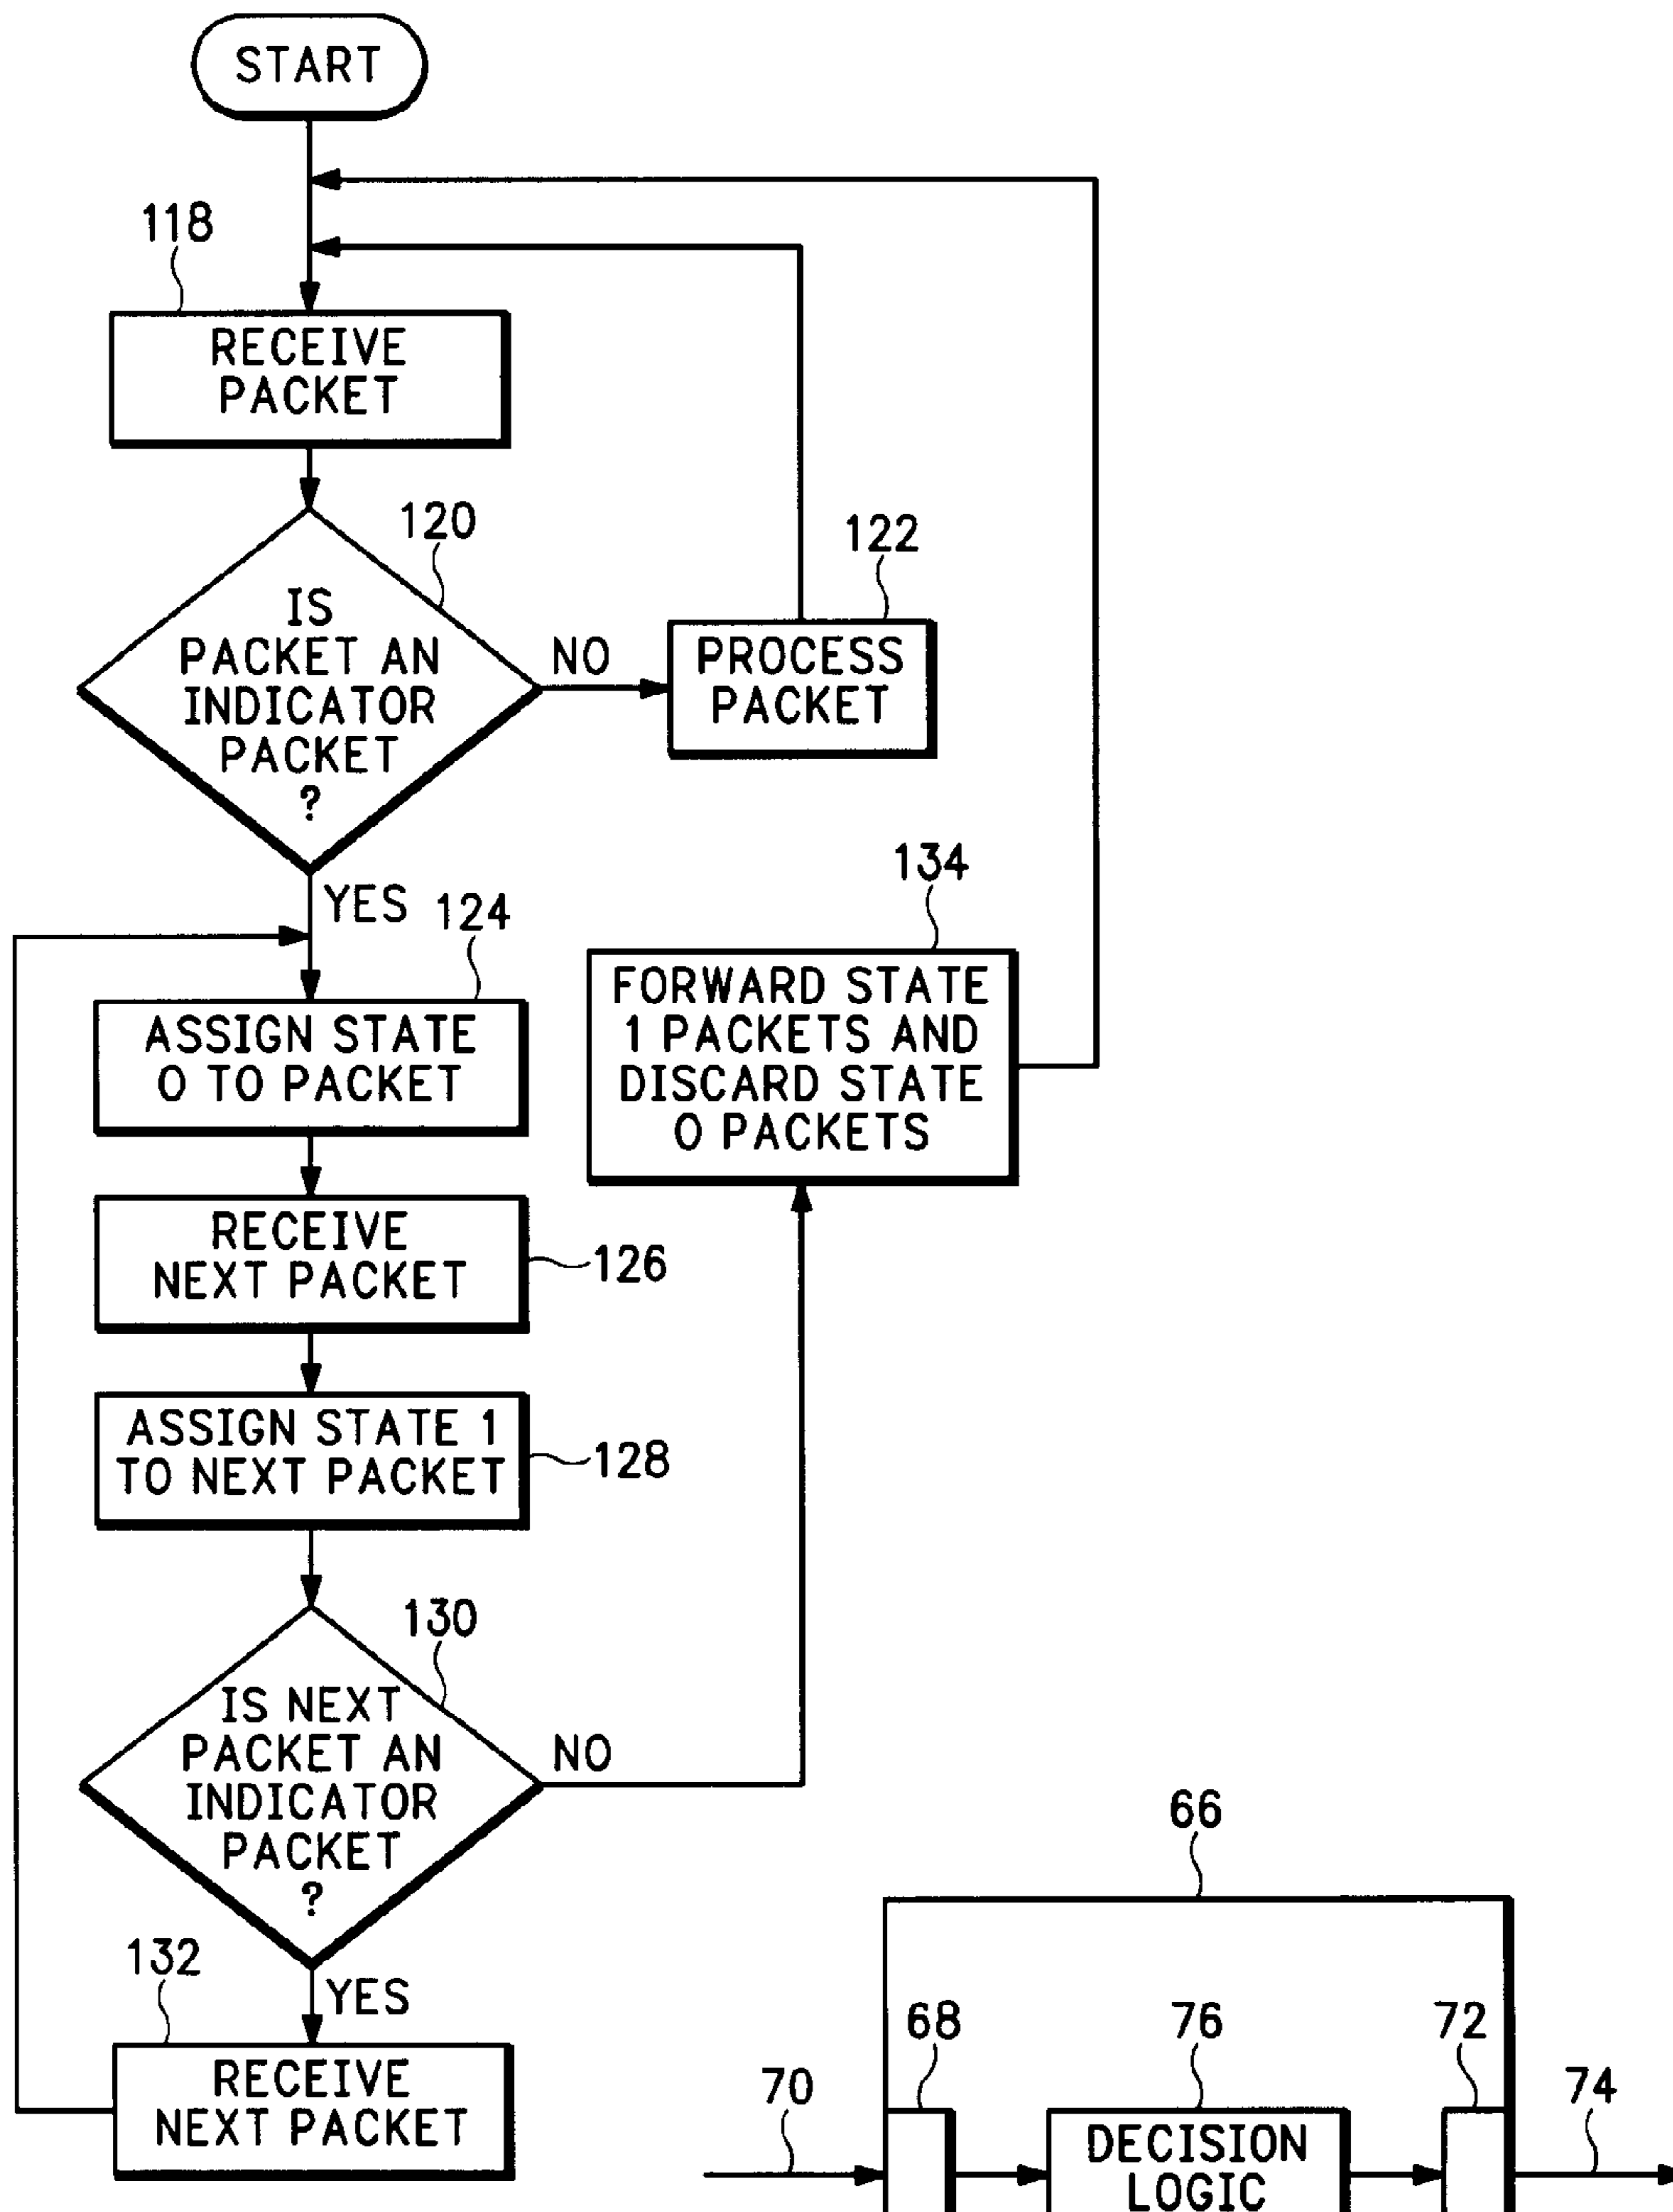 START
118
RECEIVE
PACKET
120
IS
PACKET AN
INDICATOR
PACKET
?
NO
122
PROCESS
PACKET
YES
124
ASSIGN STATE
0 TO PACKET
134
FORWARD STATE
1 PACKETS AND
DISCARD STATE
0 PACKETS
RECEIVE
NEXT PACKET
126
ASSIGN STATE 1
TO NEXT PACKET
128
130
IS NEXT
PACKET AN
INDICATOR
PACKET
?
NO
YES
132
RECEIVE
NEXT PACKET
66
68
76
72
70
74
DECISION
LOGIC